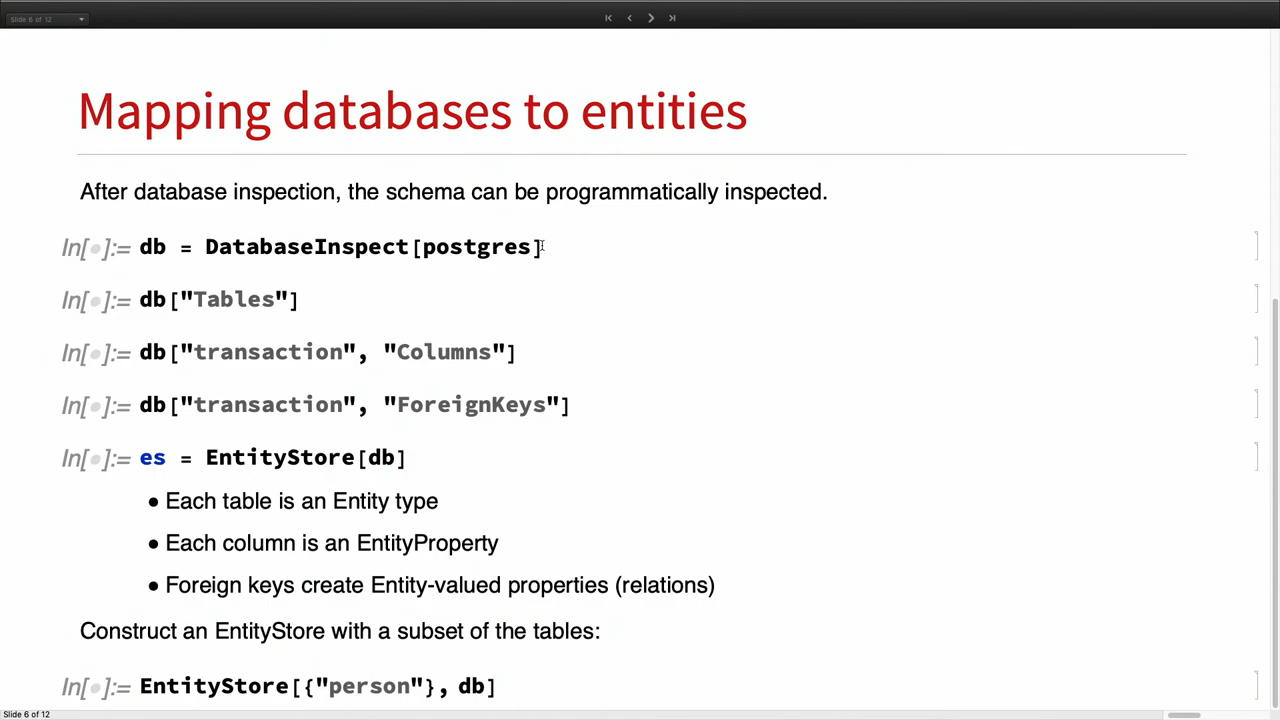 Slide 6 of 12
Mapping databases to entities
After database inspection, the schema can be programmatically inspected.
In[●]:= db = DatabaseInspect[postgres]
In[●]:= db["Tables"]
In[●]:= db["transaction", "Columns"]
In[●]:= db["transaction", "ForeignKeys"]
In[●]:= es = EntityStore[db]
● Each table is an Entity type
● Each column is an EntityProperty
● Foreign keys create Entity-valued properties (relations)
Construct an EntityStore with a subset of the tables:
In[●]:= EntityStore[{"person"}, db]
Slide 6 of 12